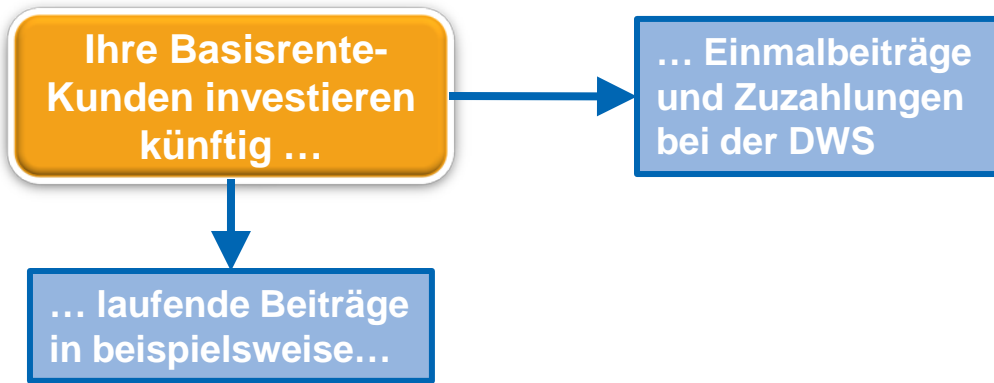 Ihre Basisrente-
Kunden investieren
künftig …
… Einmalbeiträge
und Zuzahlungen
bei der DWS
… laufende Beiträge
in beispielsweise…